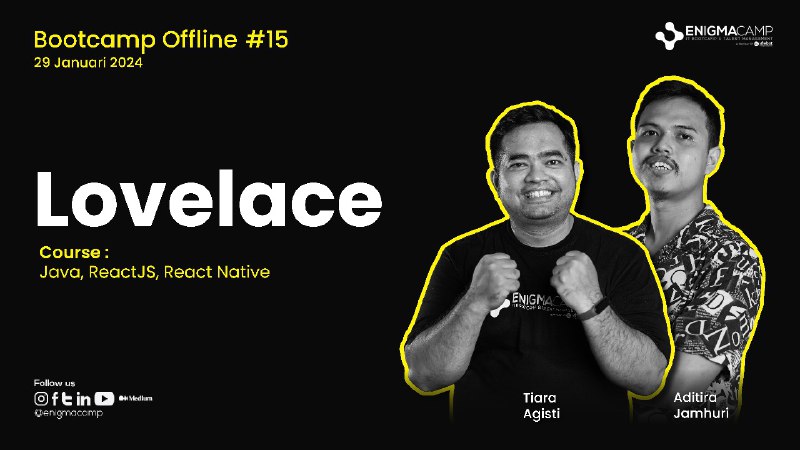 Bootcamp Offline #15
29 Januari 2024
ENIGMACAMP
IT BOOTCAMP & TALENT MANAGEMENT
Lovelace
Course :
Java, ReactJS, React Native
ENIGMACAMP
Tiara
Agisti
Aditira
Jamhuri
Follow us
Medium
@enigmacamp